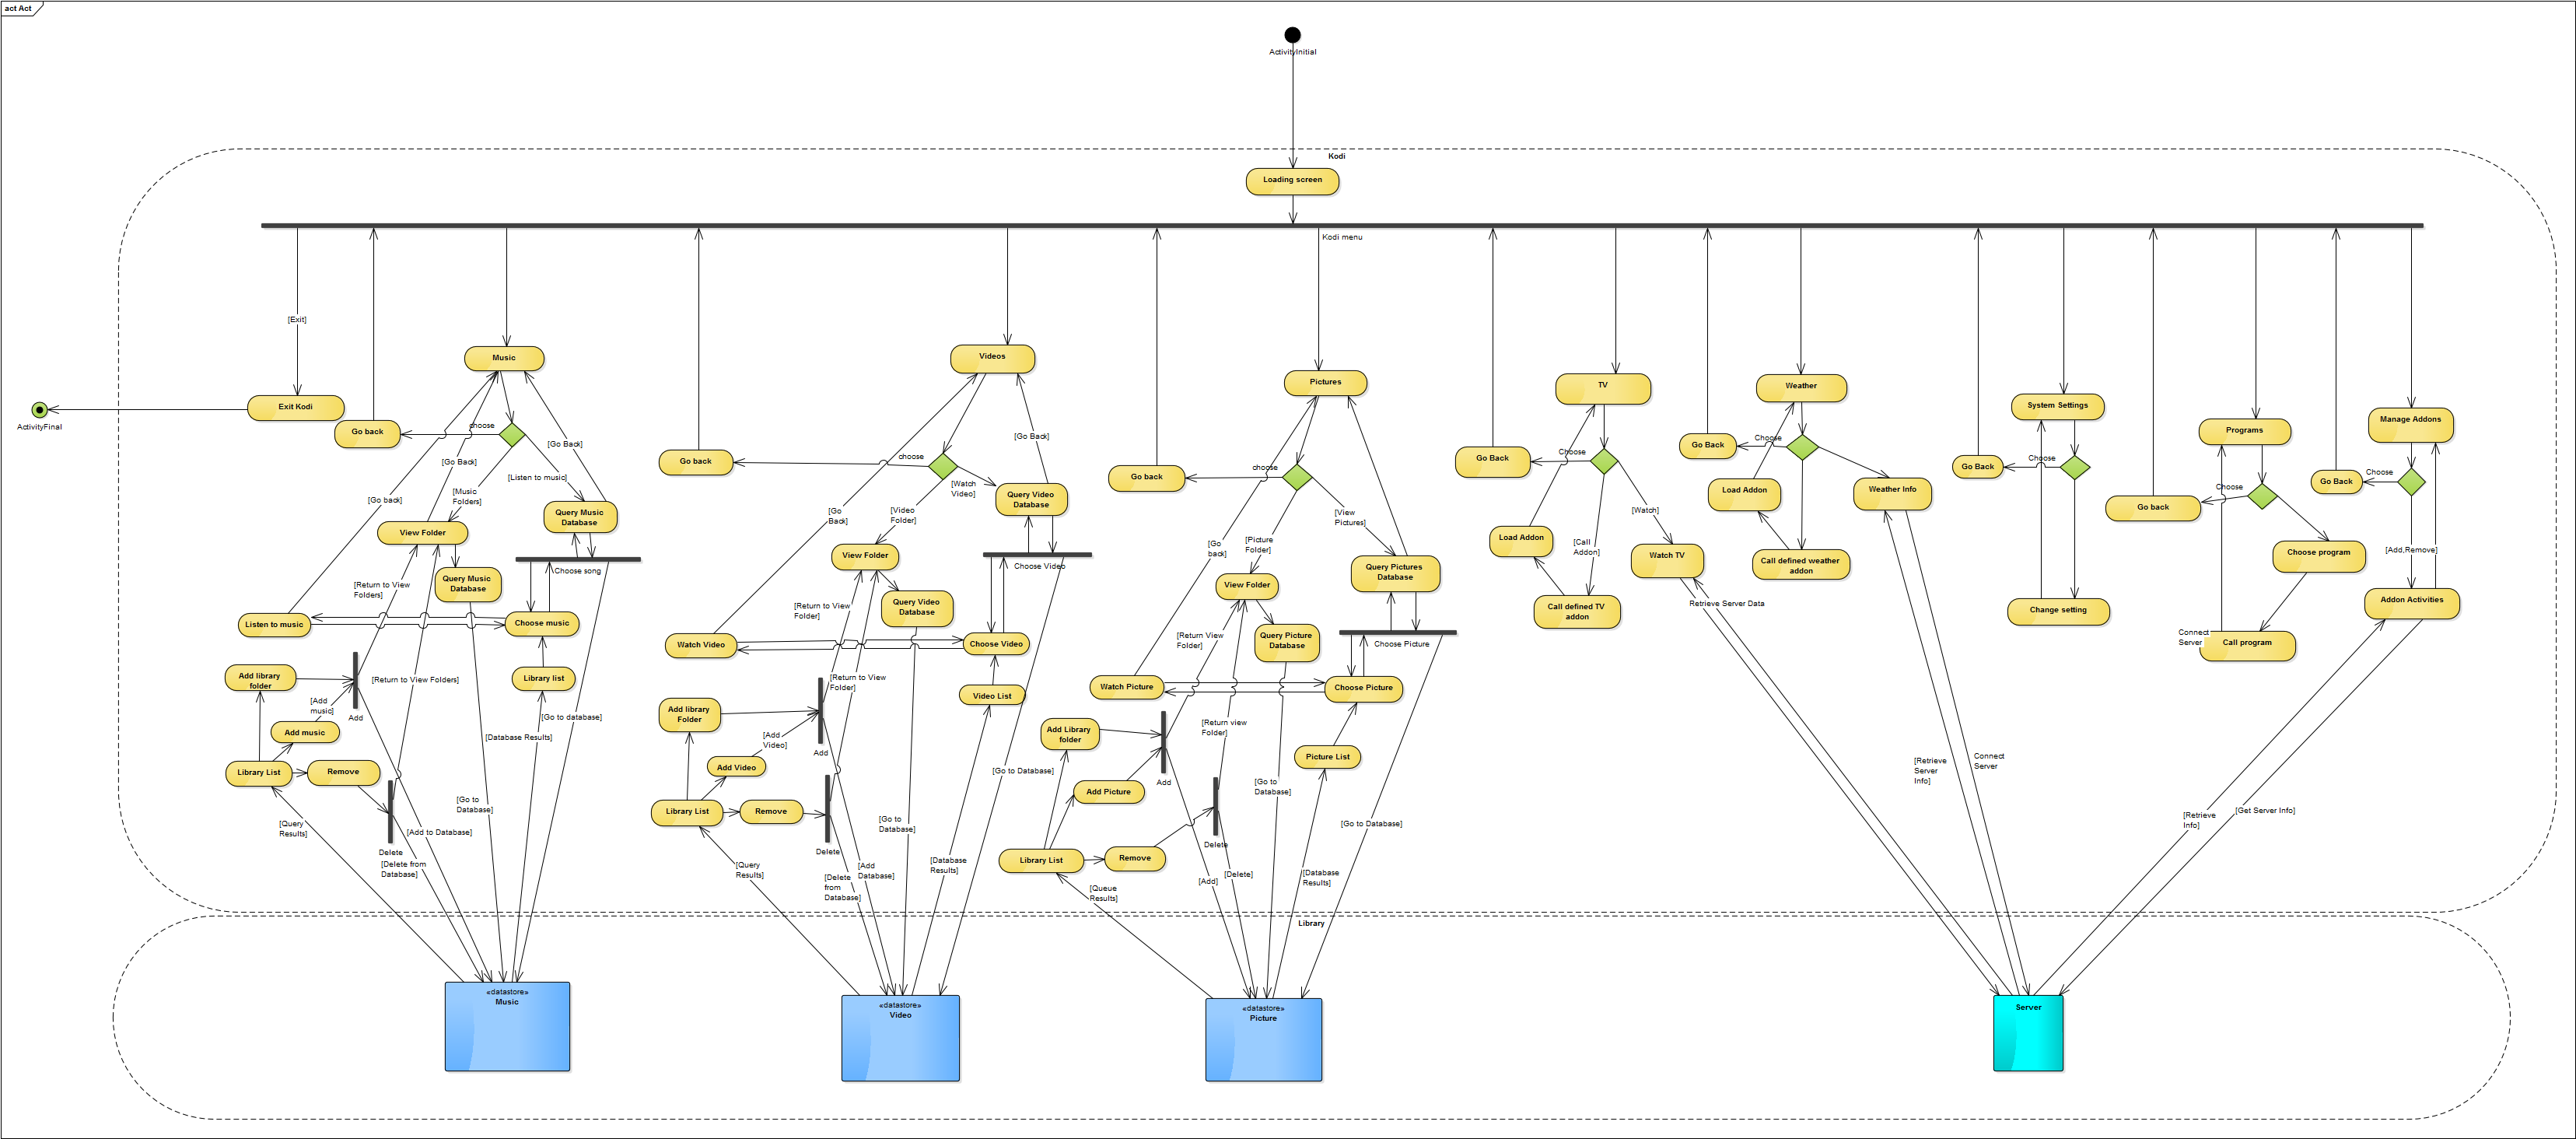 act Act
ActivityInitial
Kodi
Loading screen
Kodi menu
[Exit]
Music
Videos
Pictures
TV
Weather
System Settings
Programs
Manage Addons
Exit Kodi
ActivityFinal
Go back
choose
[Go Back]
[Go Back]
[Listen to music]
[Music
Folders]
[Go back]
View Folder
Query Music
Database
Choose song
Query Music
Database
[Return to View
Folders]
Listen to music
Choose music
Add library
folder
Library list
[Return to View Folders]
[Add
music]
Add
Add music
[Go to database]
[Database Results]
Library List
Remove
[Go to
Database]
[Query
Results]
[Add to Database]
Delete
[Delete from
Database]
Go back
choose
[Go Back]
[Watch
Video]
Query Video
Database
[Go
Back]
[Video
Folder]
View Folder
Choose Video
Query Video
Database
[Return to View
Folder]
Watch Video
Choose Video
[Return to View
Folder]
Video List
Add library
Folder
[Add
Video]
Add
Add Video
[Go to Database]
Library List
Remove
[Go to
Database]
Delete
[Query
Results]
[Add
Database]
[Database
Results]
[Delete
from
Database]
Go back
choose
[View
Pictures]
[Go
back]
[Picture
Folder]
View Folder
Query Pictures
Database
[Return View
Folder]
Query Picture
Database
Choose Picture
Watch Picture
Choose Picture
Add Library
folder
[Return view
Folder]
Picture List
Add
Add Picture
[Go to
Database]
[Go to Database]
Delete
Library List
Remove
[Queue
Results]
[Add]
[Delete]
[Database
Results]
Go Back
Choose
[Watch]
Load Addon
[Call
Addon]
Watch TV
Call defined TV
addon
Retrieve Server Data
Go Back
Choose
Load Addon
Weather Info
Call defined weather
addon
[Retrieve
Server
Info]
Connect
Server
Go Back
Choose
Change setting
Go back
Choose
Choose program
Connect
Server
Call program
Go Back
Choose
[Add,Remove]
Addon Activities
[Retrieve
Info]
[Get Server Info]
Library
«datastore»
Music
«datastore»
Video
«datastore»
Picture
Server